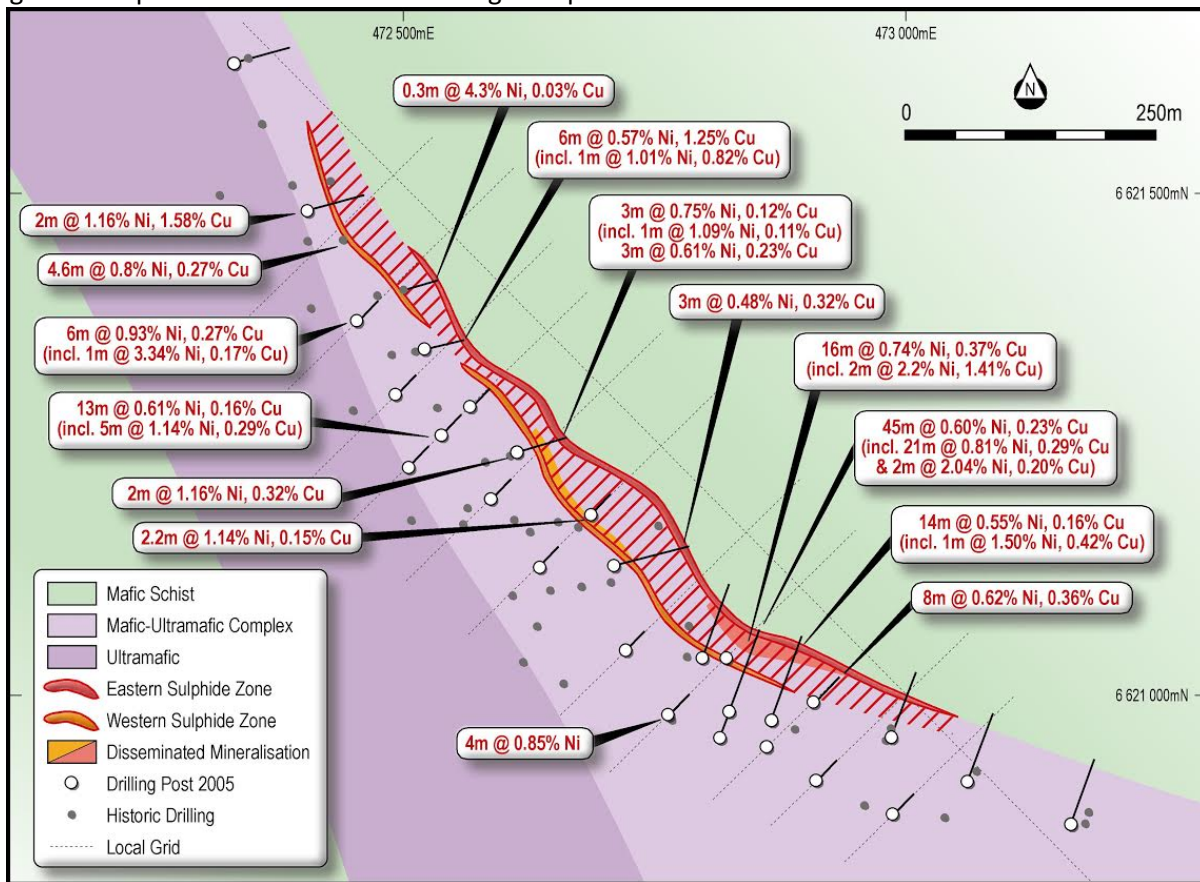 472 500mE
473 000mE
N
0
250m
6 621 500mN
6 621 000mN
0.3m @ 4.3% Ni, 0.03% Cu
6m @ 0.57% Ni, 1.25% Cu
(incl. 1m @ 1.01% Ni, 0.82% Cu)
3m @ 0.75% Ni, 0.12% Cu
(incl. 1m @ 1.09% Ni, 0.11% Cu)
3m @ 0.61% Ni, 0.23% Cu
2m @ 1.16% Ni, 1.58% Cu
4.6m @ 0.8% Ni, 0.27% Cu
3m @ 0.48% Ni, 0.32% Cu
6m @ 0.93% Ni, 0.27% Cu
(incl. 1m @ 3.34% Ni, 0.17% Cu)
16m @ 0.74% Ni, 0.37% Cu
(incl. 2m @ 2.2% Ni, 1.41% Cu)
13m @ 0.61% Ni, 0.16% Cu
(incl. 5m @ 1.14% Ni, 0.29% Cu)
45m @ 0.60% Ni, 0.23% Cu
(incl. 21m @ 0.81% Ni, 0.29% Cu
& 2m @ 2.04% Ni, 0.20% Cu)
2m @ 1.16% Ni, 0.32% Cu
14m @ 0.55% Ni, 0.16% Cu
(incl. 1m @ 1.50% Ni, 0.42% Cu)
2.2m @ 1.14% Ni, 0.15% Cu
8m @ 0.62% Ni, 0.36% Cu
4m @ 0.85% Ni
Mafic Schist
Mafic-Ultramafic Complex
Ultramafic
Eastern Sulphide Zone
Western Sulphide Zone
Disseminated Mineralisation
Drilling Post 2005
Historic Drilling
Local Grid